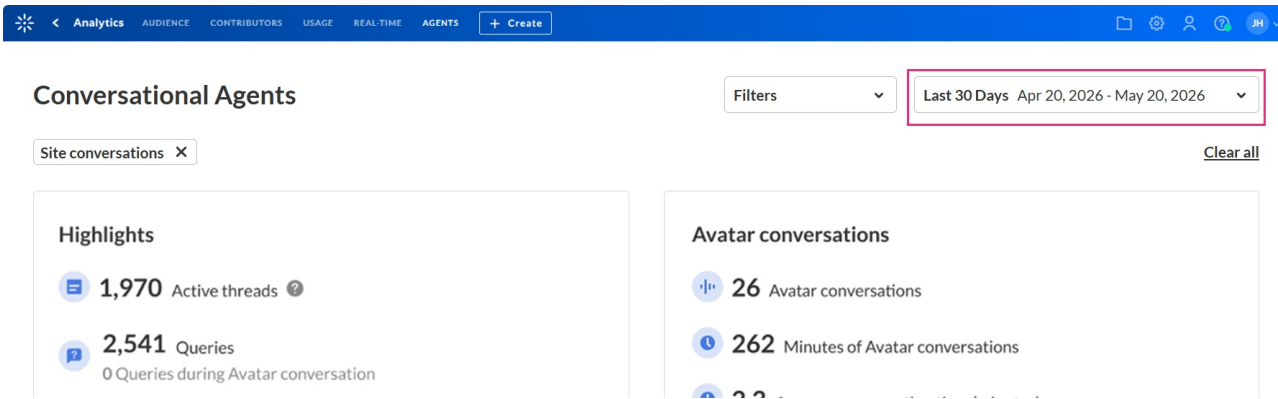 Analytics AUDIENCE CONTRIBUTORS USAGE REAL-TIME AGENTS + Create JH
Conversational Agents
Filters
Last 30 Days Apr 20, 2026 - May 20, 2026
Site conversations X
Clear all
Highlights
1,970 Active threads ?
2,541 Queries
0 Queries during Avatar conversation
Avatar conversations
26 Avatar conversations
262 Minutes of Avatar conversations